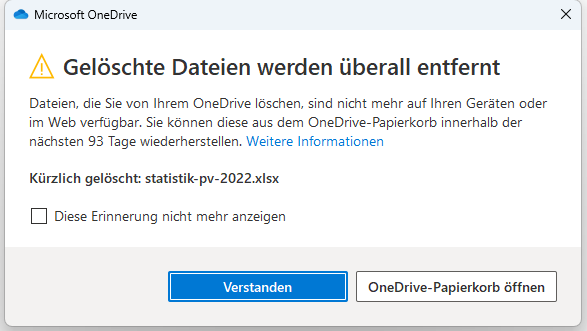 Microsoft OneDrive
Gelöschte Dateien werden überall entfernt
Dateien, die Sie von Ihrem OneDrive löschen, sind nicht mehr auf Ihren Geräten oder
im Web verfügbar. Sie können diese aus dem OneDrive-Papierkorb innerhalb der
nächsten 93 Tage wiederherstellen. Weitere Informationen
Kürzlich gelöscht: statistik-pv-2022.xlsx
Diese Erinnerung nicht mehr anzeigen
Verstanden
OneDrive-Papierkorb öffnen